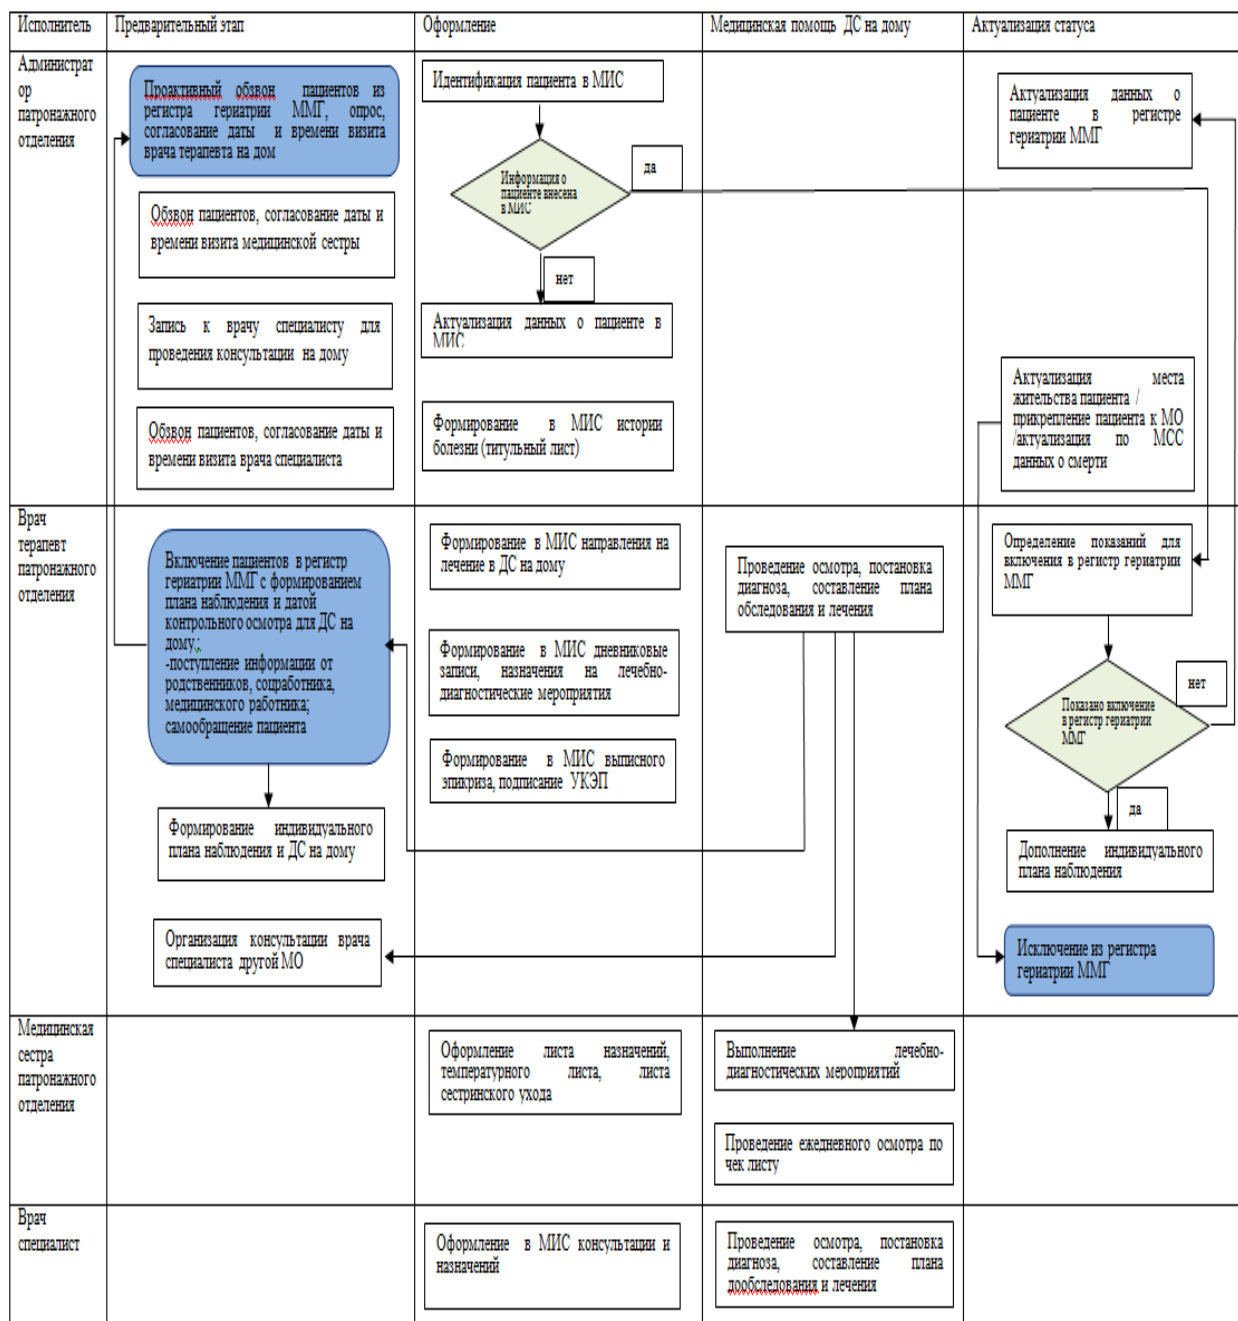 Исполнитель
Предварительный этап
Оформление
Медицинская помощь ДС на дому
Актуализация статуса
Администрат
ор
патронажного
отделения
Проактивный обзвон пациентов из
регистра гериатрии ММГ, опрос,
согласование даты и времени визита
врача терапевта на дом
Обзвон пациентов, согласование даты и
времени визита медицинской сестры
Запись к врачу специалисту для
проведения консультации на дому
Обзвон пациентов, согласование даты и
времени визита врача специалиста
Идентификация пациента в МИС
Информация о
пациенте внесена
в МИС
да
нет
Актуализация данных о пациенте в
МИС
Формирование в МИС истории
болезни (титульный лист)
Актуализация данных о
пациенте в регистре
гериатрии ММГ
Актуализация места
жительства пациента /
прикрепление пациента к МО
/актуализация по МСС
данных о смерти
Врач
терапевт
патронажного
отделения
Включение пациентов в регистр
гериатрии ММГ с формированием
плана наблюдения и датой
контрольного осмотра для ДС на
дому,;
-поступление информации от
родственников, соцработника,
медицинского работника;
самообращение пациента
Формирование индивидуального
плана наблюдения и ДС на дому
Организация консультации врача
специалиста другой МО
Формирование в МИС направления на
лечение в ДС на дому
Формирование в МИС дневниковые
записи, назначения на лечебно-
диагностические мероприятия
Формирование в МИС выписного
эпикриза, подписание УКЭП
Проведение осмотра, постановка
диагноза, составление плана
обследования и лечения
Определение показаний для
включения в регистр гериатрии
ММГ
Показано включение
в регистр гериатрии
ММГ
нет
да
Дополнение индивидуального
плана наблюдения
Исключение из регистра
гериатрии ММГ
Медицинская
сестра
патронажного
отделения
Оформление листа назначений,
температурного листа, листа
сестринского ухода
Выполнение лечебно-
диагностических мероприятий
Проведение ежедневного осмотра по
чек листу
Врач
специалист
Оформление в МИС консультации и
назначений
Проведение осмотра, постановка
диагноза, составление плана
дообследования и лечения